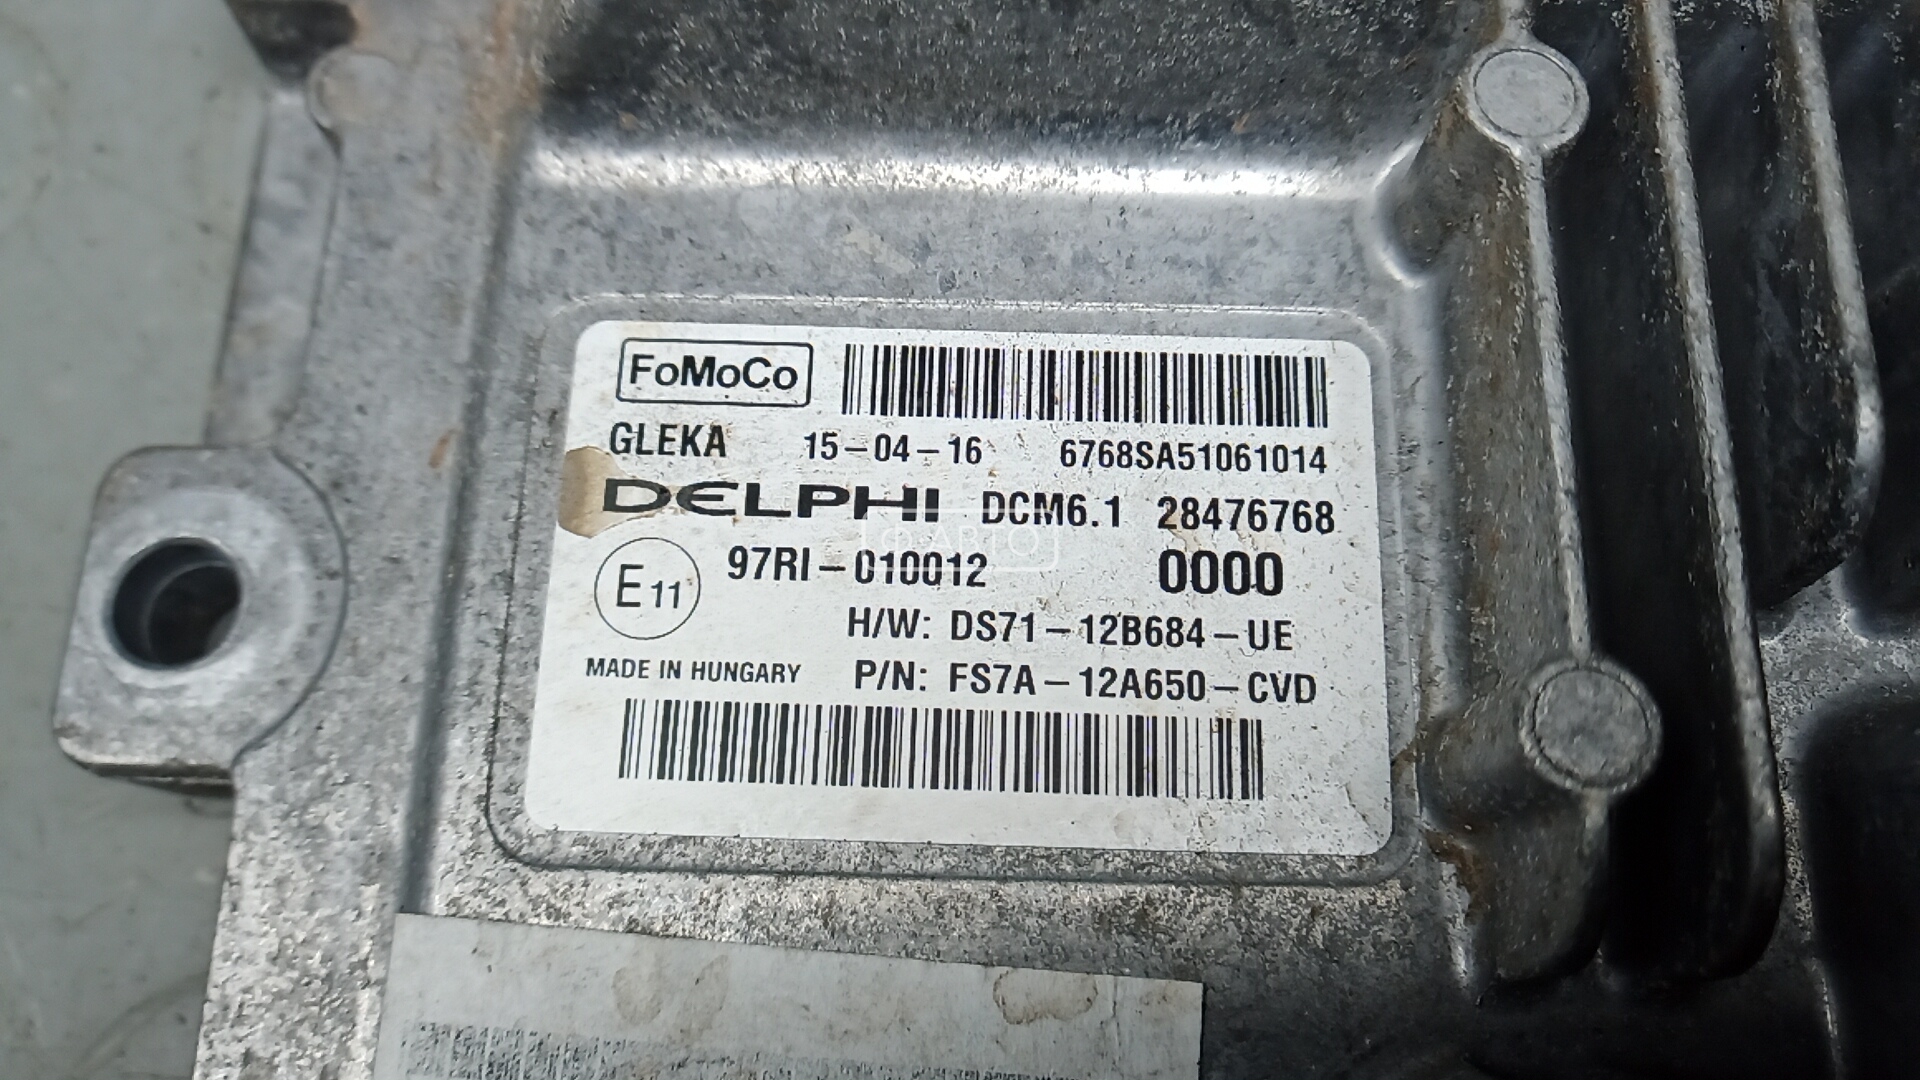 FoMoCo
GLEKA 15-04-16 6768SA51061014
DELPHI DCM6.1 28476768
Ф-АВТО
E11 97RI-010012 0000
H/W: DS71-12B684-UE
MADE IN HUNGARY P/N: FS7A-12A650-CVD